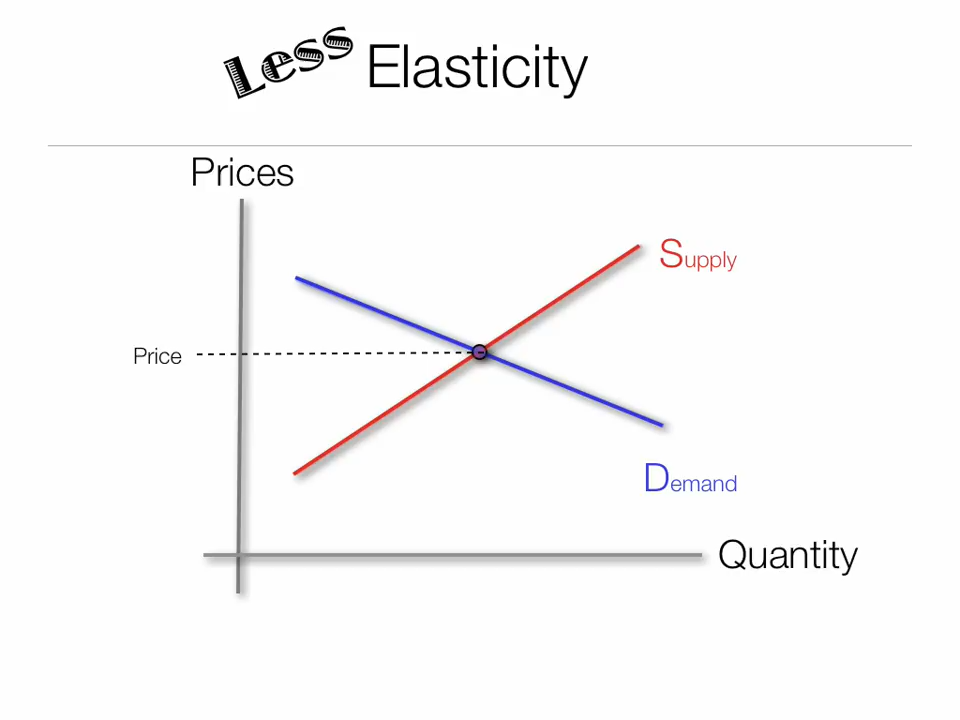 Less Elasticity
Prices
Supply
Price
Demand
Quantity